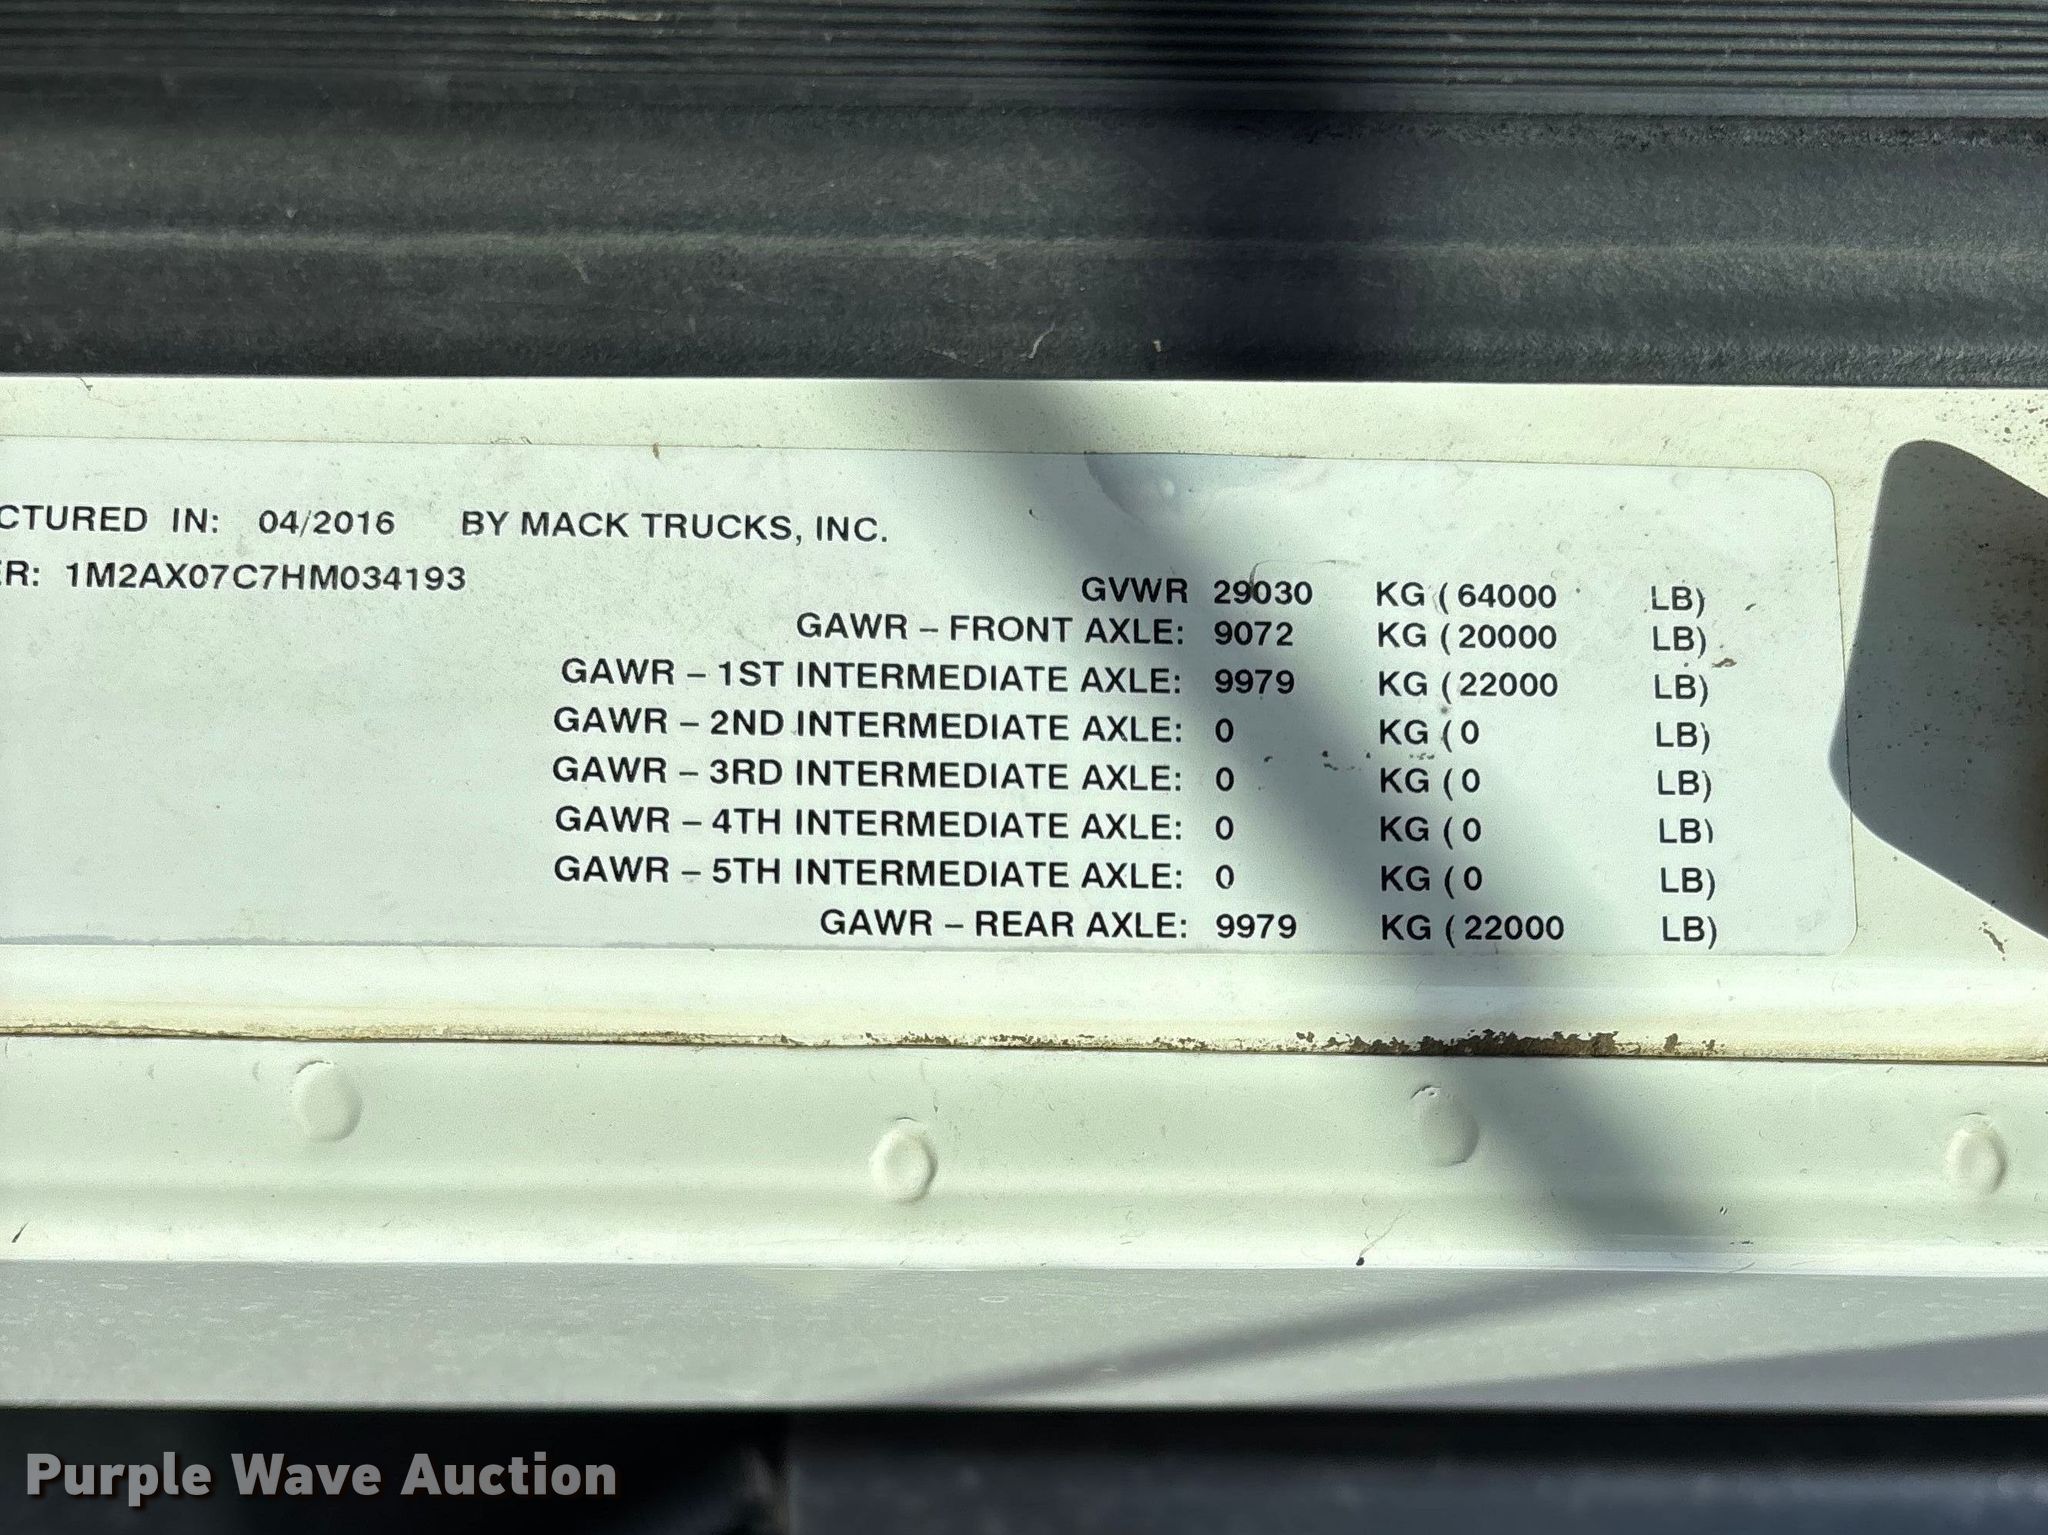 CTURED IN: 04/2016 BY MACK TRUCKS, INC.
ER: 1M2AX07C7HM034193
GVWR 29030 KG ( 64000 LB)
GAWR – FRONT AXLE: 9072 KG ( 20000 LB)
GAWR – 1ST INTERMEDIATE AXLE: 9979 KG ( 22000 LB)
GAWR – 2ND INTERMEDIATE AXLE: 0 KG ( 0 LB)
GAWR – 3RD INTERMEDIATE AXLE: 0 KG ( 0 LB)
GAWR – 4TH INTERMEDIATE AXLE: 0 KG ( 0 LB)
GAWR – 5TH INTERMEDIATE AXLE: 0 KG ( 0 LB)
GAWR – REAR AXLE: 9979 KG ( 22000 LB)
Purple Wave Auction